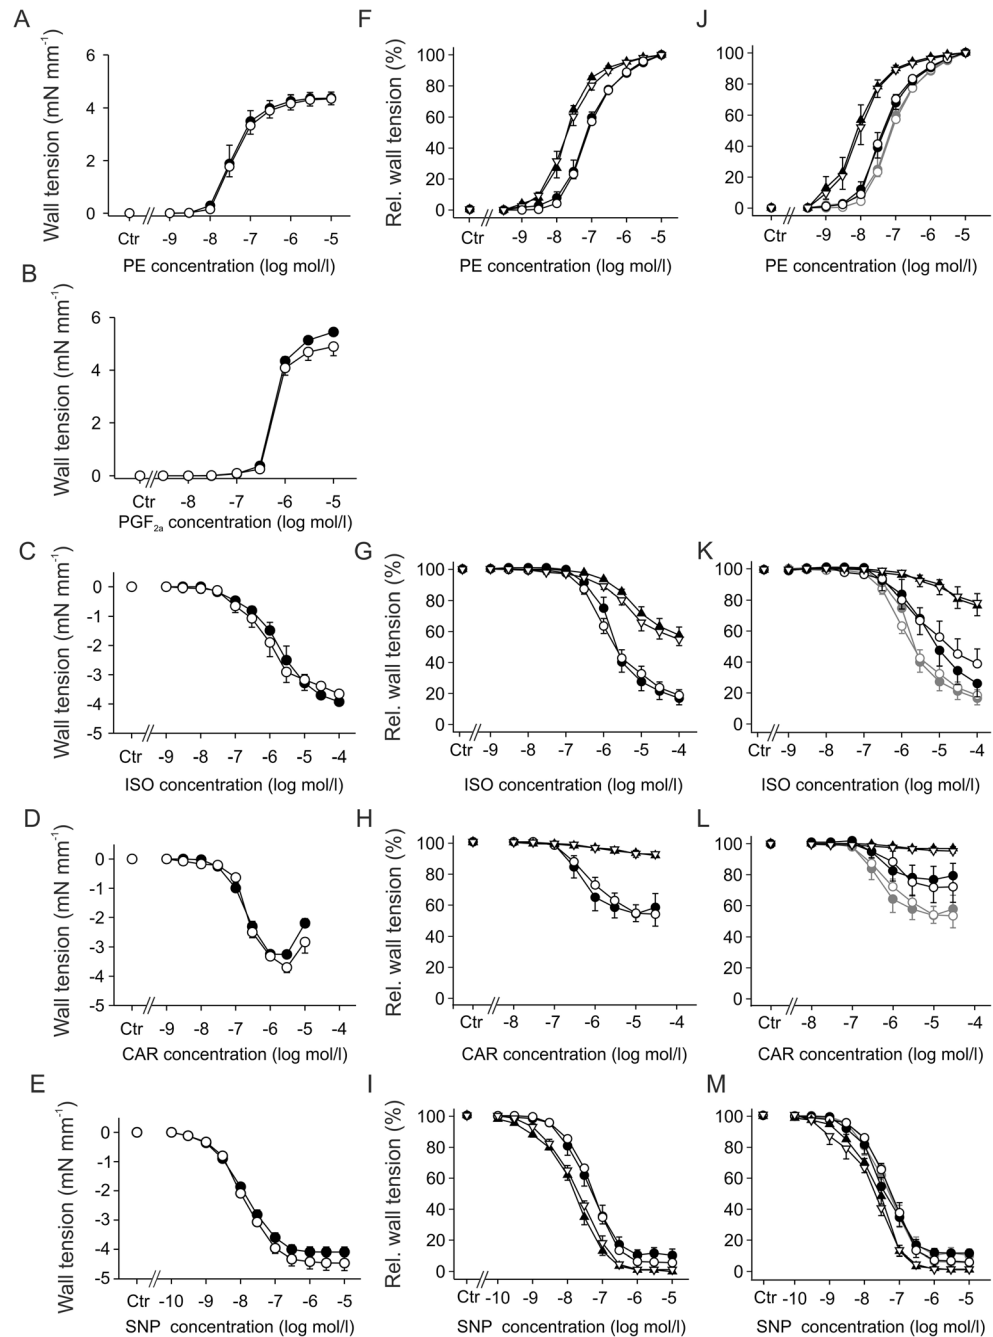 A
Wall tension (mN mm-1)
6
4
2
0
Ctr -9 -8 -7 -6 -5
PE concentration (log mol/l)
F
Rel. wall tension (%)
100
80
60
40
20
0
Ctr -9 -8 -7 -6 -5
PE concentration (log mol/l)
J
100
80
60
40
20
0
Ctr -9 -8 -7 -6 -5
PE concentration (log mol/l)
B
Wall tension (mN mm-1)
6
4
2
0
Ctr -8 -7 -6 -5
PGF2a concentration (log mol/l)
C
Wall tension (mN mm-1)
0
-1
-2
-3
-4
-5
Ctr -9 -8 -7 -6 -5 -4
ISO concentration (log mol/l)
G
Rel. wall tension (%)
100
80
60
40
20
0
Ctr -9 -8 -7 -6 -5 -4
ISO concentration (log mol/l)
K
100
80
60
40
20
0
Ctr -9 -8 -7 -6 -5 -4
ISO concentration (log mol/l)
D
Wall tension (mN mm-1)
0
-1
-2
-3
-4
-5
Ctr -9 -8 -7 -6 -5 -4
CAR concentration (log mol/l)
H
Rel. wall tension (%)
100
80
60
40
20
0
Ctr -8 -7 -6 -5 -4
CAR concentration (log mol/l)
L
100
80
60
40
20
0
Ctr -8 -7 -6 -5 -4
CAR concentration (log mol/l)
E
Wall tension (mN mm-1)
0
-1
-2
-3
-4
-5
Ctr -10 -9 -8 -7 -6 -5
SNP concentration (log mol/l)
I
Rel. wall tension (%)
100
80
60
40
20
0
Ctr -10 -9 -8 -7 -6 -5
SNP concentration (log mol/l)
M
100
80
60
40
20
0
Ctr -10 -9 -8 -7 -6 -5
SNP concentration (log mol/l)